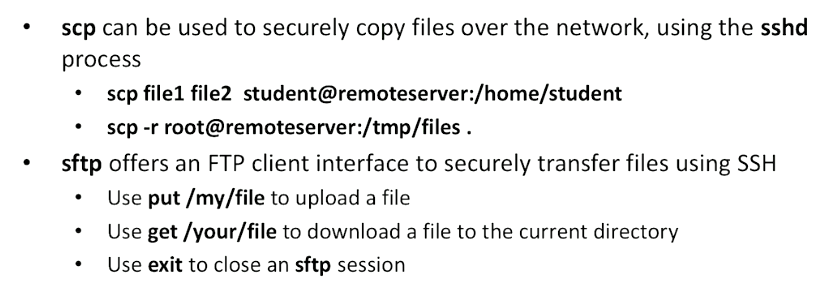 • scp can be used to securely copy files over the network, using the sshd
process
• scp file1 file2 student@remoteserver:/home/student
• scp -r root@remoteserver:/tmp/files .
• sftp offers an FTP client interface to securely transfer files using SSH
• Use put /my/file to upload a file
• Use get /your/file to download a file to the current directory
• Use exit to close an sftp session